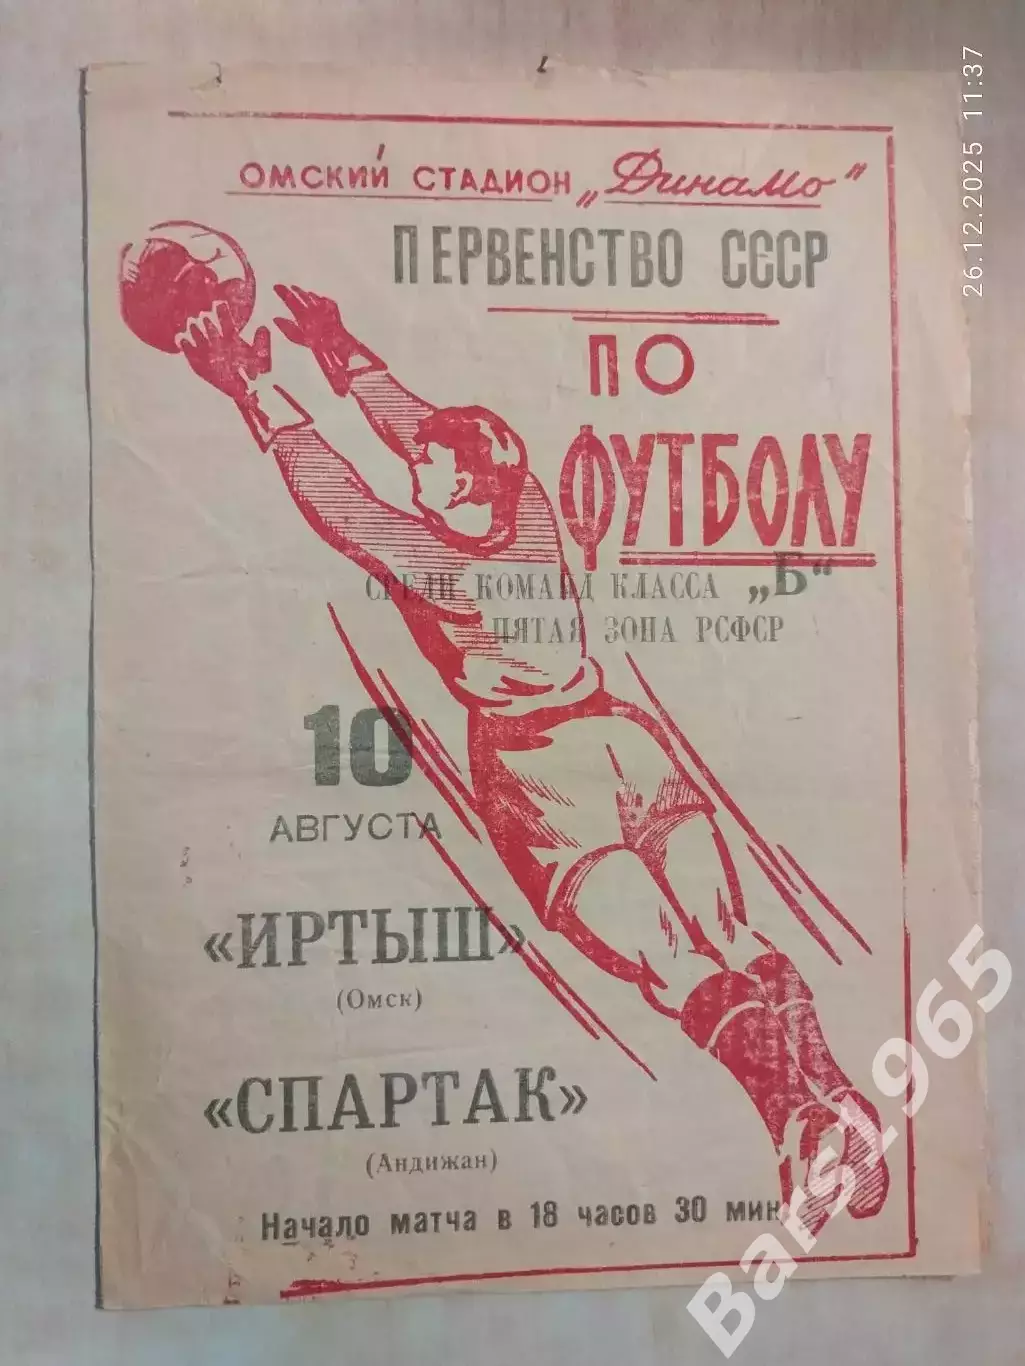 ОМСКИЙ СТАДИОН „Динамо"
ПЕРВЕНСТВО СССР
ПО
ФУТБОЛУ
СРЕДИ КОМАНД КЛАССА „Б“
ПЯТАЯ ЗОНА РСФСР
10
АВГУСТА
«ИРТЫШ»
(Омск)
«СПАРТАК»
(Андижан)
Начало матча в 18 часов 30 мин.
26.12.2025 11:37
Bars1965